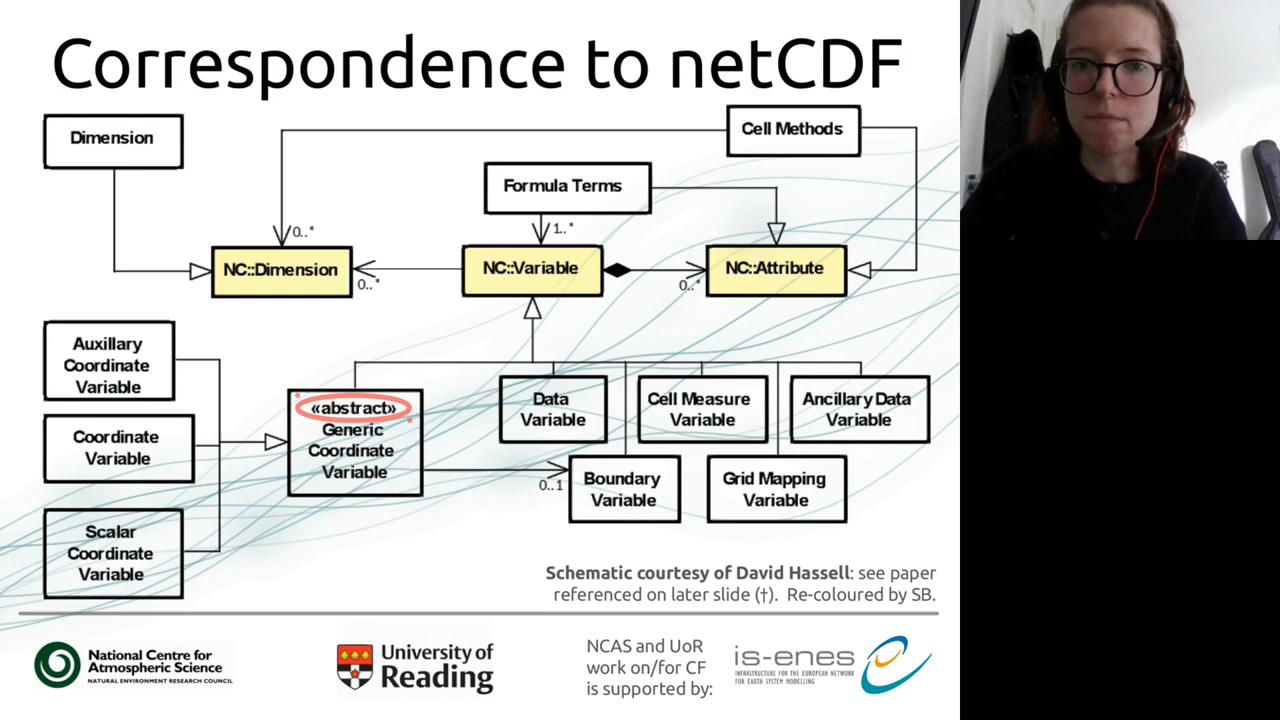 Correspondence to netCDF
Dimension
Cell Methods
Formula Terms
0..*
1..*
NC::Dimension
NC::Variable
NC::Attribute
0..*
0..*
Auxillary
Coordinate
Variable
Coordinate
Variable
Scalar
Coordinate
Variable
«abstract»
Generic
Coordinate
Variable
Data
Variable
Cell Measure
Variable
Ancillary Data
Variable
0..1
Boundary
Variable
Grid Mapping
Variable
Schematic courtesy of David Hassell: see paper
referenced on later slide (†). Re-coloured by SB.
National Centre for
Atmospheric Science
NATURAL ENVIRONMENT RESEARCH COUNCIL
University of
Reading
NCAS and UoR
work on/for CF
is supported by:
is-enes
INFRASTRUCTURE FOR THE EUROPEAN NETWORK
FOR EARTH SYSTEM MODELLING